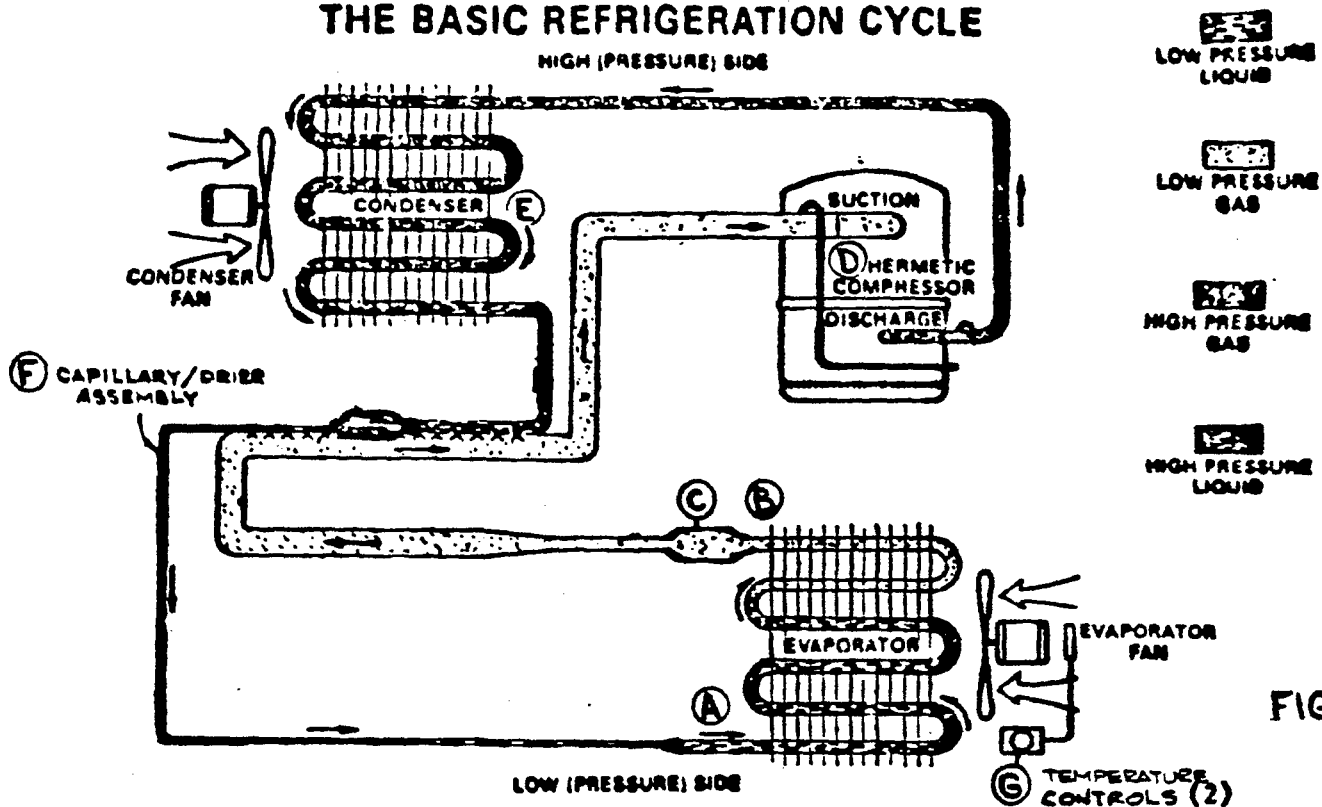 THE BASIC REFRIGERATION CYCLE
HIGH (PRESSURE) SIDE
LOW PRESSURE
LIQUID
LOW PRESSURE
GAS
HIGH PRESSURE
GAS
HIGH PRESSURE
LIQUID
CONDENSER
E
CONDENSER
FAN
SUCTION
D
HERMETIC
COMPRESSOR
DISCHARGE
F CAPILLARY/DRIER
ASSEMBLY
C
B
EVAPORATOR
EVAPORATOR
FAN
A
FIG
G TEMPERATURE
CONTROLS (2)
LOW (PRESSURE) SIDE